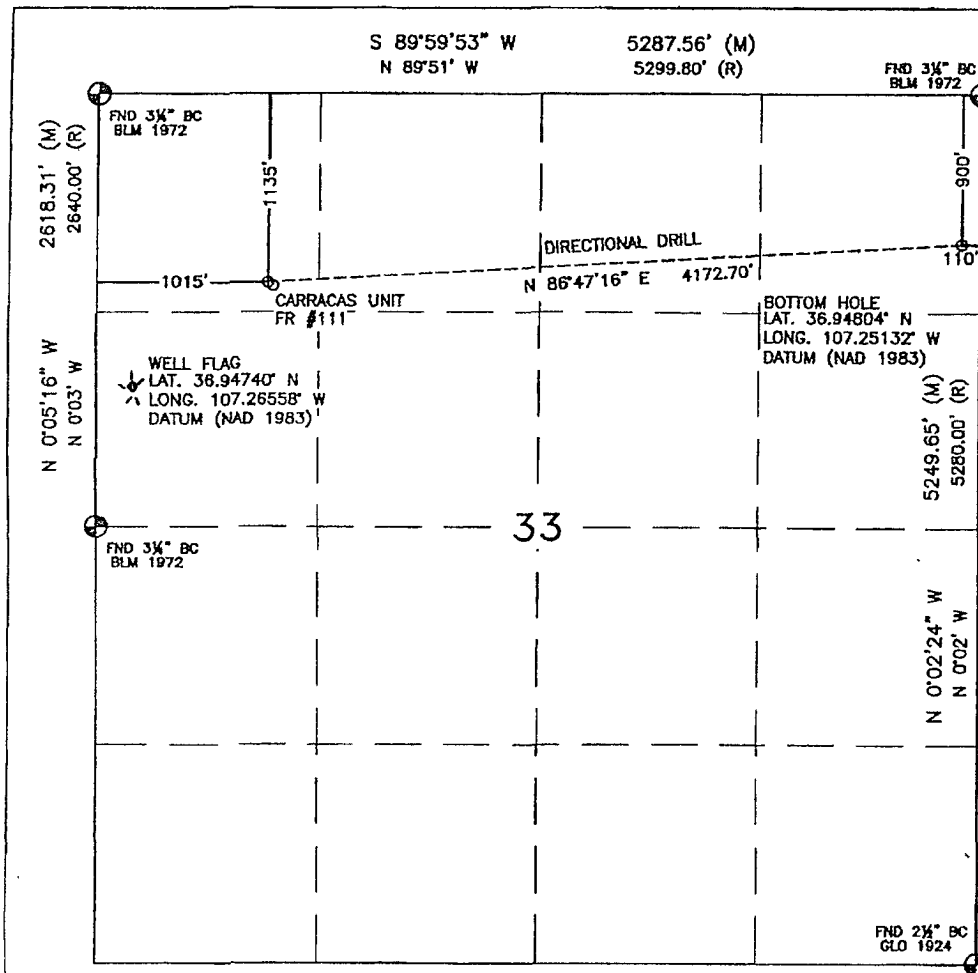 S 89°59'53" W 5287.56' (M)
N 89°51' W 5299.80' (R)
FND 3¼" BC
BLM 1972
FND 3¼" BC
BLM 1972
2618.31' (M)
2640.00' (R)
1135'
900'
DIRECTIONAL DRILL
N 86°47'16" E 4172.70'
110'
1015'
CARRACAS UNIT
FR #111
BOTTOM HOLE
LAT. 36.94804° N
LONG. 107.25132° W
DATUM (NAD 1983)
WELL FLAG
LAT. 36.94740° N
LONG. 107.26558° W
DATUM (NAD 1983)
N 0°05'16" W
N 0°03' W
5249.65' (M)
5280.00' (R)
33
FND 3¼" BC
BLM 1972
N 0°02'24" W
N 0°02' W
FND 2½" BC
GLO 1924